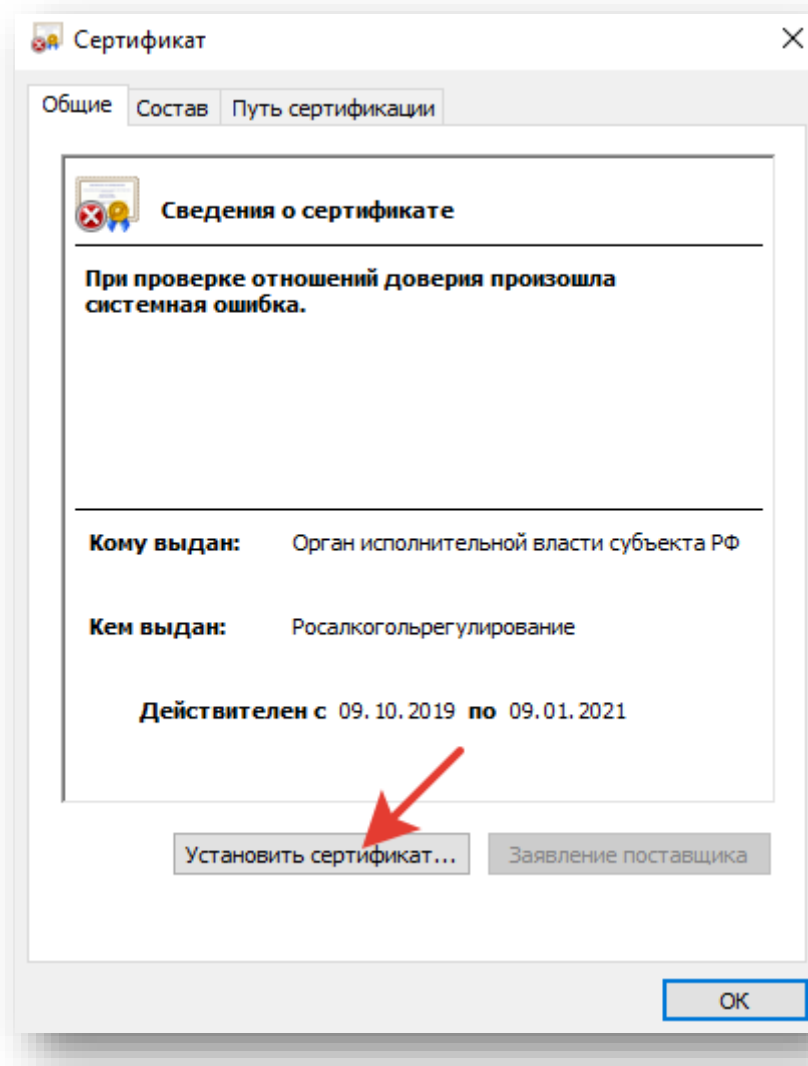 Сертификат
Общие Состав Путь сертификации
Сведения о сертификате
При проверке отношений доверия произошла
системная ошибка.
Кому выдан: Орган исполнительной власти субъекта РФ
Кем выдан: Росалкогольрегулирование
Действителен с 09.10.2019 по 09.01.2021
Установить сертификат... Заявление поставщика
ОК